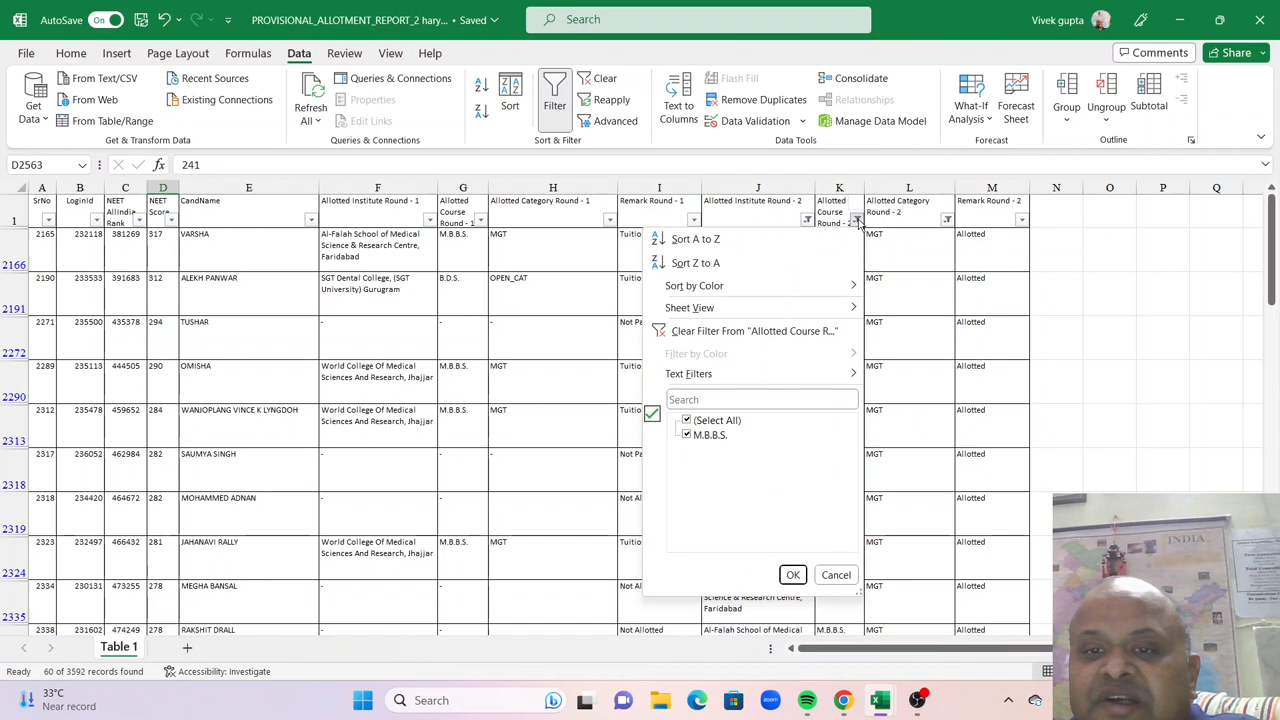 AutoSave On PROVISIONAL_ALLOTMENT_REPORT_2 hary... • Saved Search Vivek gupta
File Home Insert Page Layout Formulas Data Review View Help Comments Share
Get Data
From Text/CSV
From Web
From Table/Range
Recent Sources
Existing Connections
Get & Transform Data
Refresh All
Queries & Connections
Properties
Edit Links
Queries & Connections
Sort
Filter
Clear
Reapply
Advanced
Sort & Filter
Text to Columns
Flash Fill
Remove Duplicates
Data Validation
Consolidate
Relationships
Manage Data Model
Data Tools
What-If Analysis
Forecast Sheet
Forecast
Group
Ungroup
Subtotal
Outline
D2563 fx 241
A B C D E F G H I J K L M N O P Q
1 SrNo LoginId NEET AllIndia Rank NEET Score CandName Allotted Institute Round - 1 Allotted Course Round - 1 Allotted Category Round - 1 Remark Round - 1 Allotted Institute Round - 2 Allotted Course Round - 2 Allotted Category Round - 2 Remark Round - 2
2166 2165 232118 381269 317 VARSHA Al-Falah School of Medical Science & Research Centre, Faridabad M.B.B.S. MGT Tuitio MGT Allotted
2191 2190 233533 391683 312 ALEKH PANWAR SGT Dental College, (SGT University) Gurugram B.D.S. OPEN_CAT MGT Allotted
2272 2271 235500 435378 294 TUSHAR - - - Not Pa MGT Allotted
2290 2289 235113 444505 290 OMISHA World College Of Medical Sciences And Research, Jhajjar M.B.B.S. MGT Tuitio MGT Allotted
2313 2312 235478 459652 284 WANJOPLANG VINCE K LYNGDOH World College Of Medical Sciences And Research, Jhajjar M.B.B.S. MGT Tuitio MGT Allotted
2318 2317 236052 462984 282 SAUMYA SINGH - - - Not Pa MGT Allotted
2319 2318 234420 464672 282 MOHAMMED ADNAN - - - Not Al MGT Allotted
2324 2323 232497 466432 281 JAHANAVI RALLY World College Of Medical Sciences And Research, Jhajjar M.B.B.S. MGT Tuitio MGT Allotted
2335 2334 230131 473255 278 MEGHA BANSAL - - - Not Al Science & Research Centre, Faridabad MGT Allotted
2338 231602 474249 278 RAKSHIT DRALL - - - Not Allotted Al-Falah School of Medical M.B.B.S. MGT Allotted
Sort A to Z
Sort Z to A
Sort by Color
Sheet View
Clear Filter From "Allotted Course R..."
Filter by Color
Text Filters
Search
(Select All)
M.B.B.S.
OK Cancel
INDIA
Table 1
Ready 60 of 3592 records found Accessibility: Investigate
33°C
Near record
Search